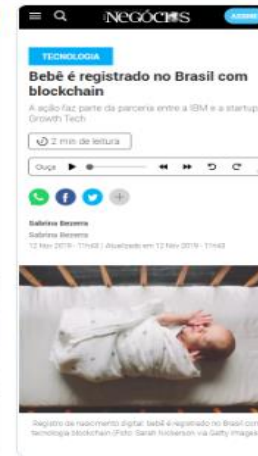 NEGÓCIOS
ASSINE
TECNOLOGIA
Bebê é registrado no Brasil com
blockchain
A ação faz parte da parceria entre a IBM e a startup
Growth Tech
2 min de leitura
Ouça
Sabrina Bezerra
Sabrina Bezerra
12 Nov 2019 - 11h43 | Atualizado em 12 Nov 2019 - 11h43
Registro de nascimento digital: bebê é registrado no Brasil com
tecnologia blockchain (Foto: Sarah Nickerson via Getty Images